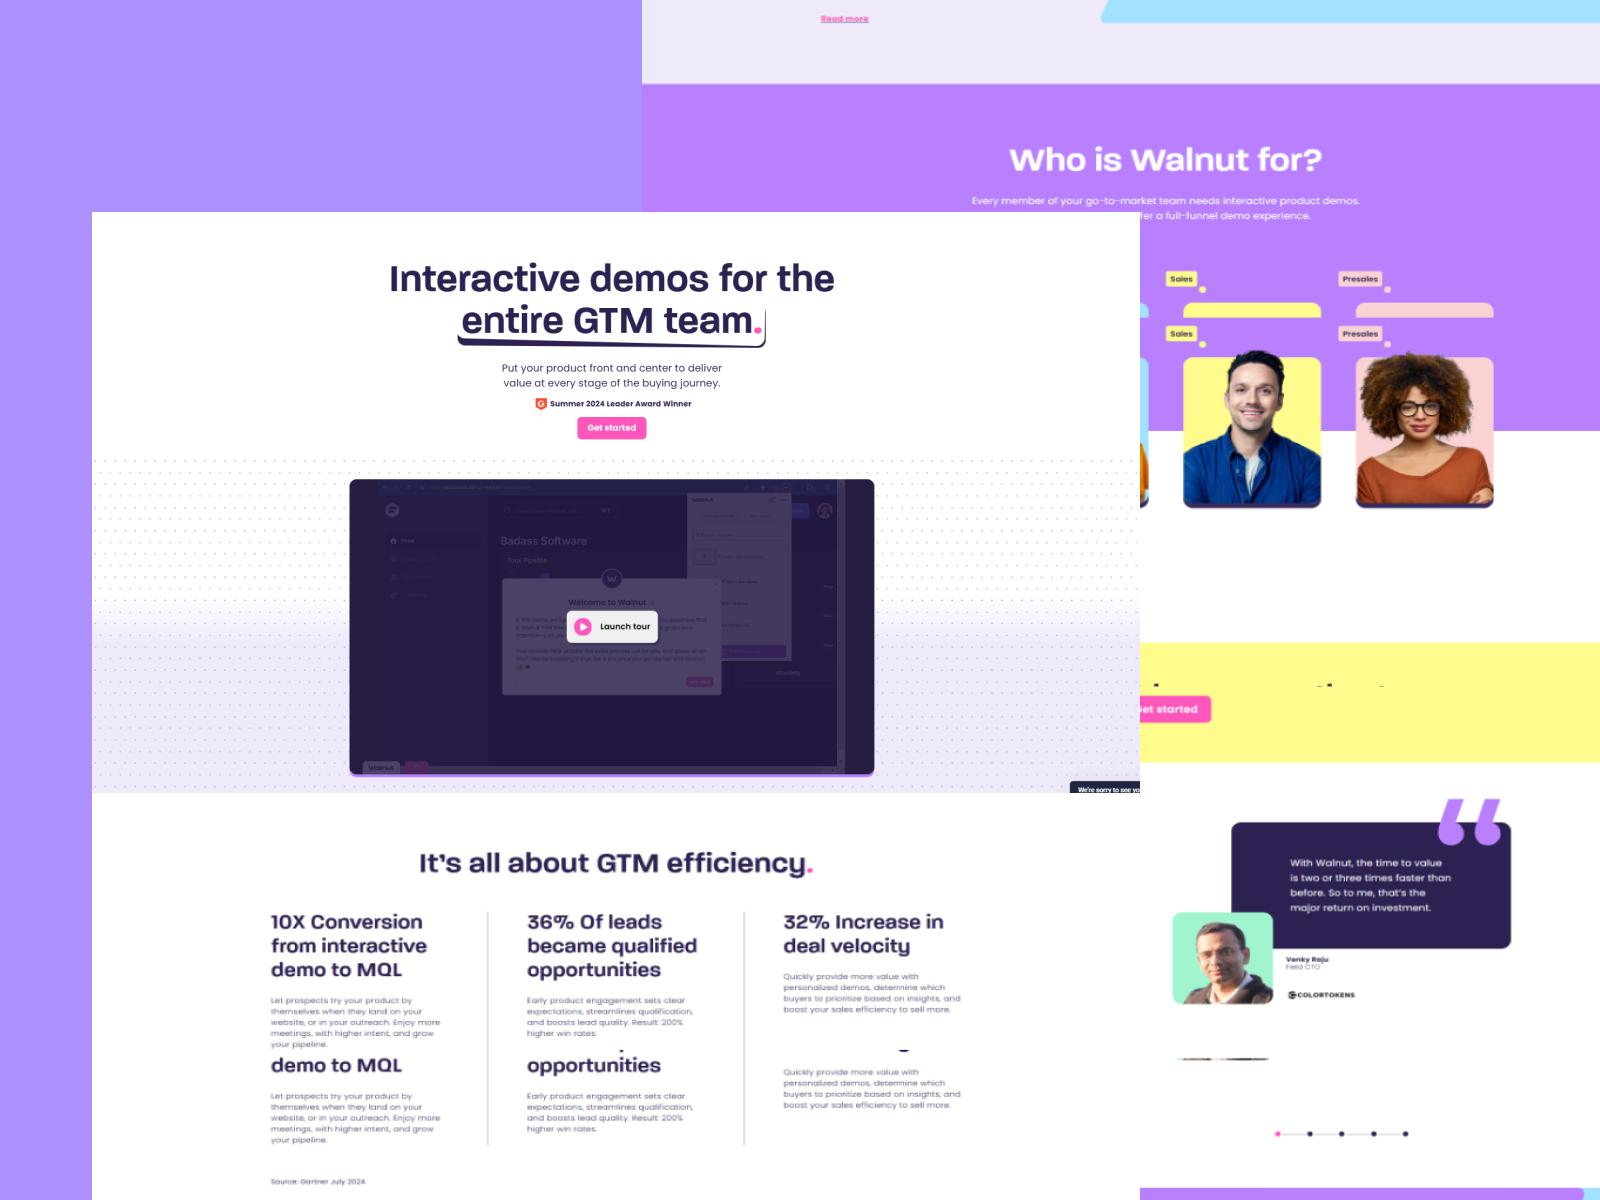 Read more
Who is Walnut for?
Every member of your go-to-market team needs interactive product demos.
fer a full-funnel demo experience.
Sales
Presales
Sales
Presales
Interactive demos for the
entire GTM team.
Put your product front and center to deliver
value at every stage of the buying journey.
Summer 2024 Leader Award Winner
Get started
Badass Software
Total Pipeline
Welcome to Walnut
Launch tour
Walnut
We're sorry to see yo
et started
With Walnut, the time to value
is two or three times faster than
before. So to me, that's the
major return on investment.
Venky Raju
Field CTO
COLORTOKENS
It's all about GTM efficiency.
10X Conversion
from interactive
demo to MQL
Let prospects try your product by
themselves when they land on your
website, or in your outreach. Enjoy more
meetings, with higher intent, and grow
your pipeline.
demo to MQL
Let prospects try your product by
themselves when they land on your
website, or in your outreach. Enjoy more
meetings, with higher intent, and grow
your pipeline.
36% Of leads
became qualified
opportunities
Early product engagement sets clear
expectations, streamlines qualification,
and boosts lead quality. Result: 200%
higher win rates.
opportunities
Early product engagement sets clear
expectations, streamlines qualification,
and boosts lead quality. Result: 200%
higher win rates.
32% Increase in
deal velocity
Quickly provide more value with
personalized demos, determine which
buyers to prioritize based on insights, and
boost your sales efficiency to sell more.
Quickly provide more value with
personalized demos, determine which
buyers to prioritize based on insights, and
boost your sales efficiency to sell more.
Source: Gartner July 2024